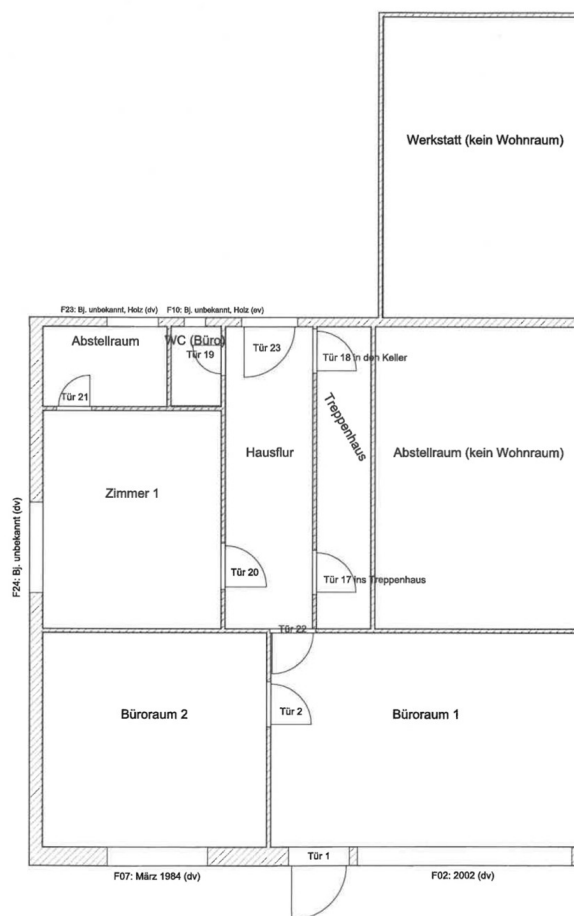 Werkstatt (kein Wohnraum)
F23: Bj. unbekannt, Holz (dv)
F10: Bj. unbekannt, Holz (ev)
Abstellraum
WC (Büro)
Tür 19
Tür 23
Tür 18 in den Keller
Tür 21
Treppenhaus
Hausflur
Abstellraum (kein Wohnraum)
Zimmer 1
F24: Bj. unbekannt (dv)
Tür 20
Tür 17 ins Treppenhaus
Tür 22
Büroraum 2
Tür 2
Büroraum 1
Tür 1
F07: März 1984 (dv)
F02: 2002 (dv)